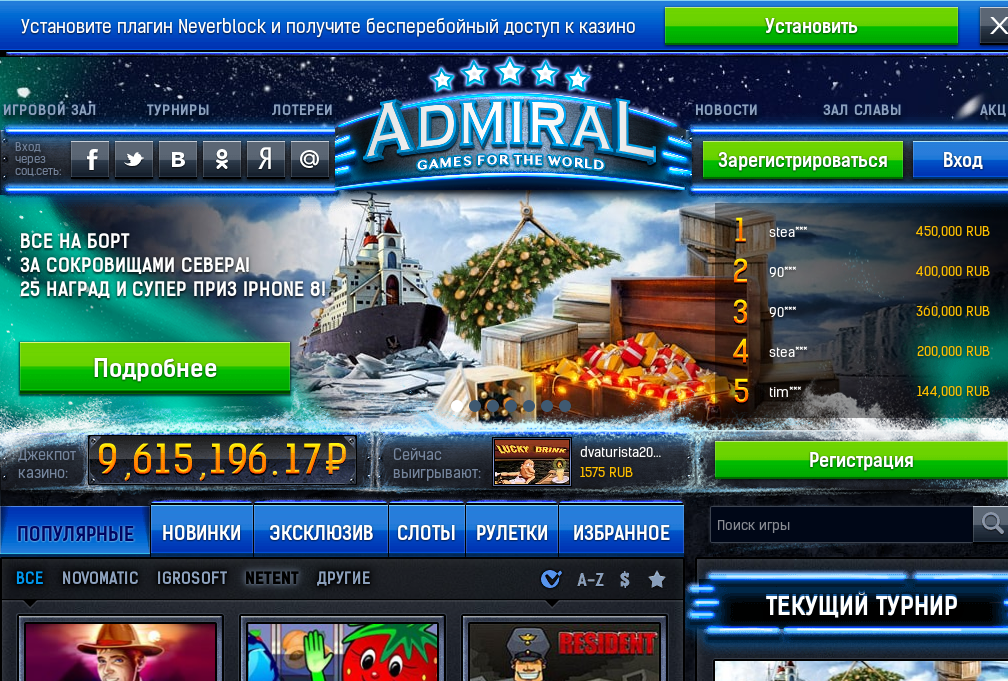 Установите плагин Neverblock и получите бесперебойный доступ к казино
Установить
ИГРОВОЙ ЗАЛ
ТУРНИРЫ
ЛОТЕРЕИ
ADMIRAL
GAMES FOR THE WORLD
НОВОСТИ
ЗАЛ СЛАВЫ
АКЦ
Вход
через
соц.сеть:
f
B
Я
@
Зарегистрироваться
Вход
ВСЕ НА БОРТ
ЗА СОКРОВИЩАМИ СЕВЕРА!
25 НАГРАД И СУПЕР ПРИЗ IPHONE 8!
Подробнее
1 stea*** 450,000 RUB
2 90*** 400,000 RUB
3 90*** 360,000 RUB
4 stea*** 200,000 RUB
5 tim*** 144,000 RUB
Джекпот
казино:
9,615,196.17₽
Сейчас
выигрывают:
LUCKY DRINK
dvaturista20...
1575 RUB
Регистрация
ПОПУЛЯРНЫЕ
НОВИНКИ
ЭКСКЛЮЗИВ
СЛОТЫ
РУЛЕТКИ
ИЗБРАННОЕ
Поиск игры
ВСЕ
NOVOMATIC
IGROSOFT
NETENT
ДРУГИЕ
A-Z
$
ТЕКУЩИЙ ТУРНИР
RESIDENT